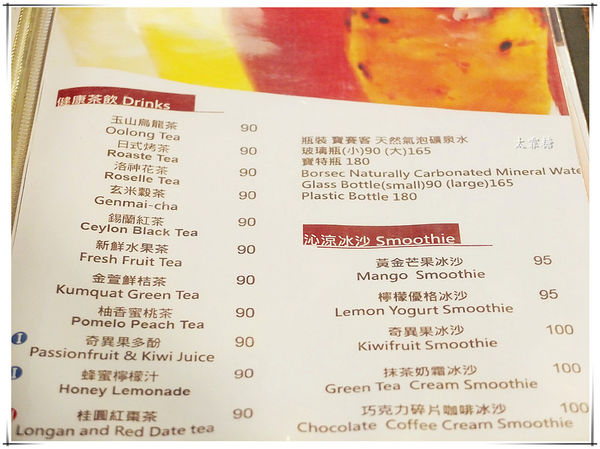 健康茶飲 Drinks
玉山烏龍茶 90
Oolong Tea
日式烤茶 90
Roaste Tea
洛神花茶 90
Roselle Tea
玄米穀茶 90
Genmai-cha
錫蘭紅茶 90
Ceylon Black Tea
新鮮水果茶 90
Fresh Fruit Tea
金萱鮮桔茶 90
Kumquat Green Tea
柚香蜜桃茶 90
Pomelo Peach Tea
奇異果多酚 90
Passionfruit & Kiwi Juice
蜂蜜檸檬汁 90
Honey Lemonade
桂圓紅棗茶 90
Longan and Red Date tea
瓶裝 寶賽客 天然氣泡礦泉水
玻璃瓶(小)90 (大)165
寶特瓶 180
Borsec Naturally Carbonated Mineral Wate
Glass Bottle(small)90 (large)165
Plastic Bottle 180
沁涼冰沙 Smoothie
黃金芒果冰沙 95
Mango Smoothie
檸檬優格冰沙 95
Lemon Yogurt Smoothie
奇異果冰沙 100
Kiwifruit Smoothie
抹茶奶霜冰沙 100
Green Tea Cream Smoothie
巧克力碎片咖啡冰沙 100
Chocolate Coffee Cream Smoothie